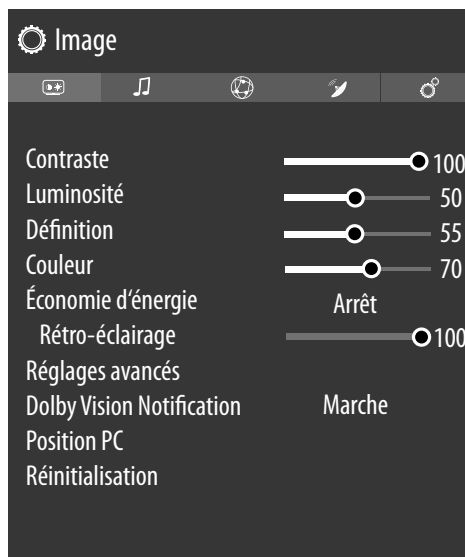 Image
Contraste 100
Luminosité 50
Définition 55
Couleur 70
Économie d‘énergie Arrêt
Rétro-éclairage 100
Réglages avancés
Dolby Vision Notification Marche
Position PC
Réinitialisation